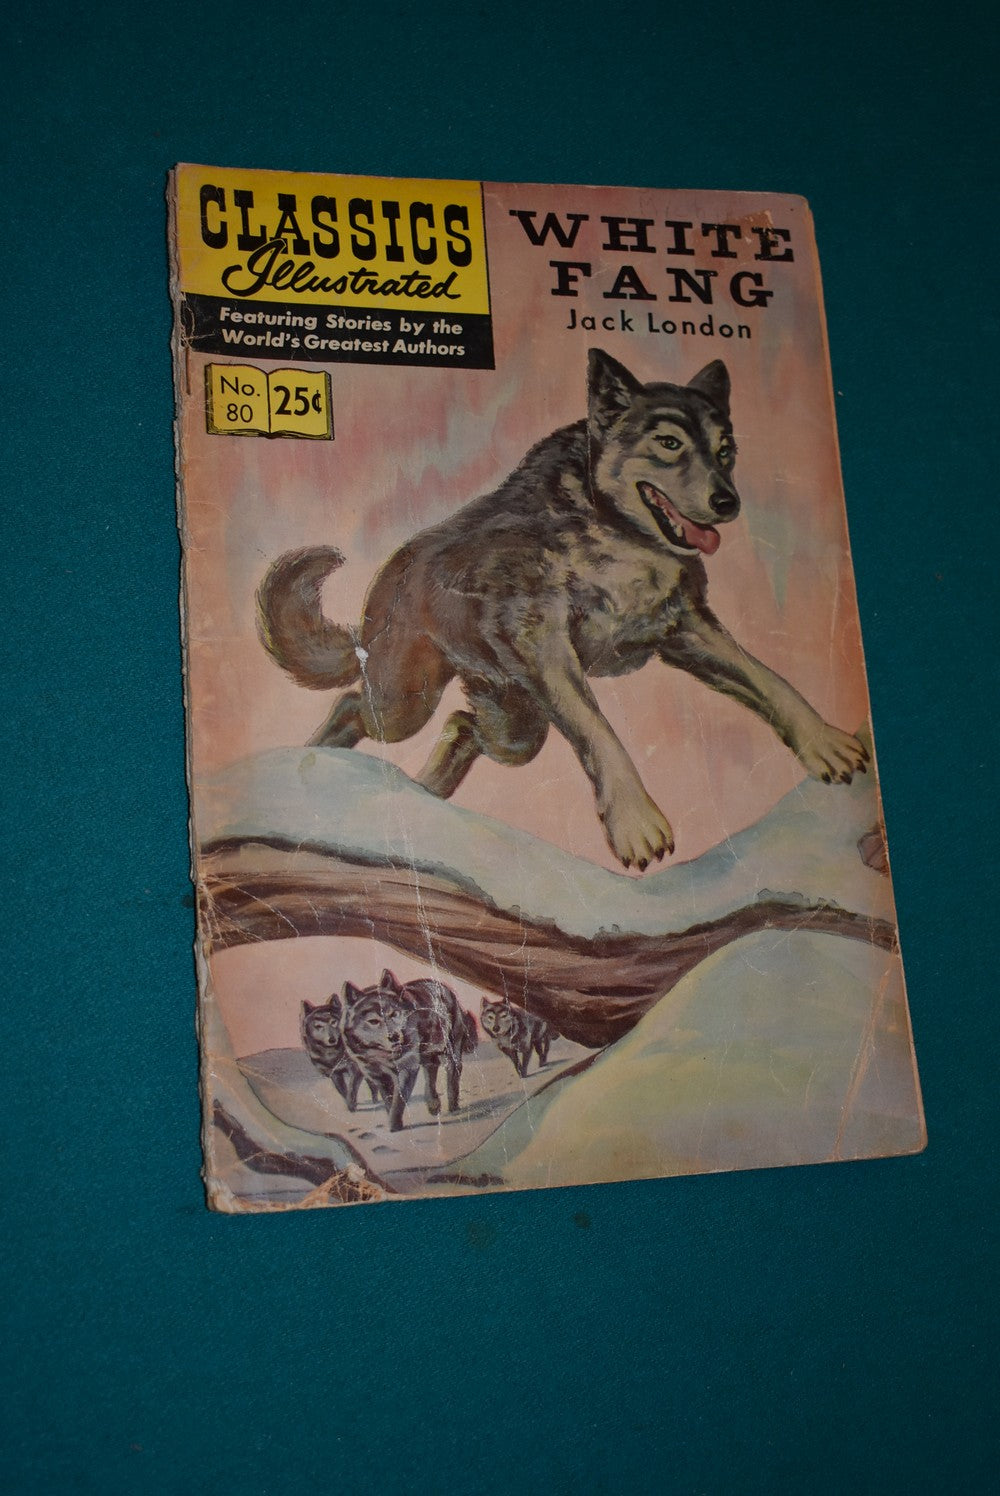 CLASSICS
Illustrated
Featuring Stories by the
World's Greatest Authors
No.
80
25¢
WHITE
FANG
Jack London